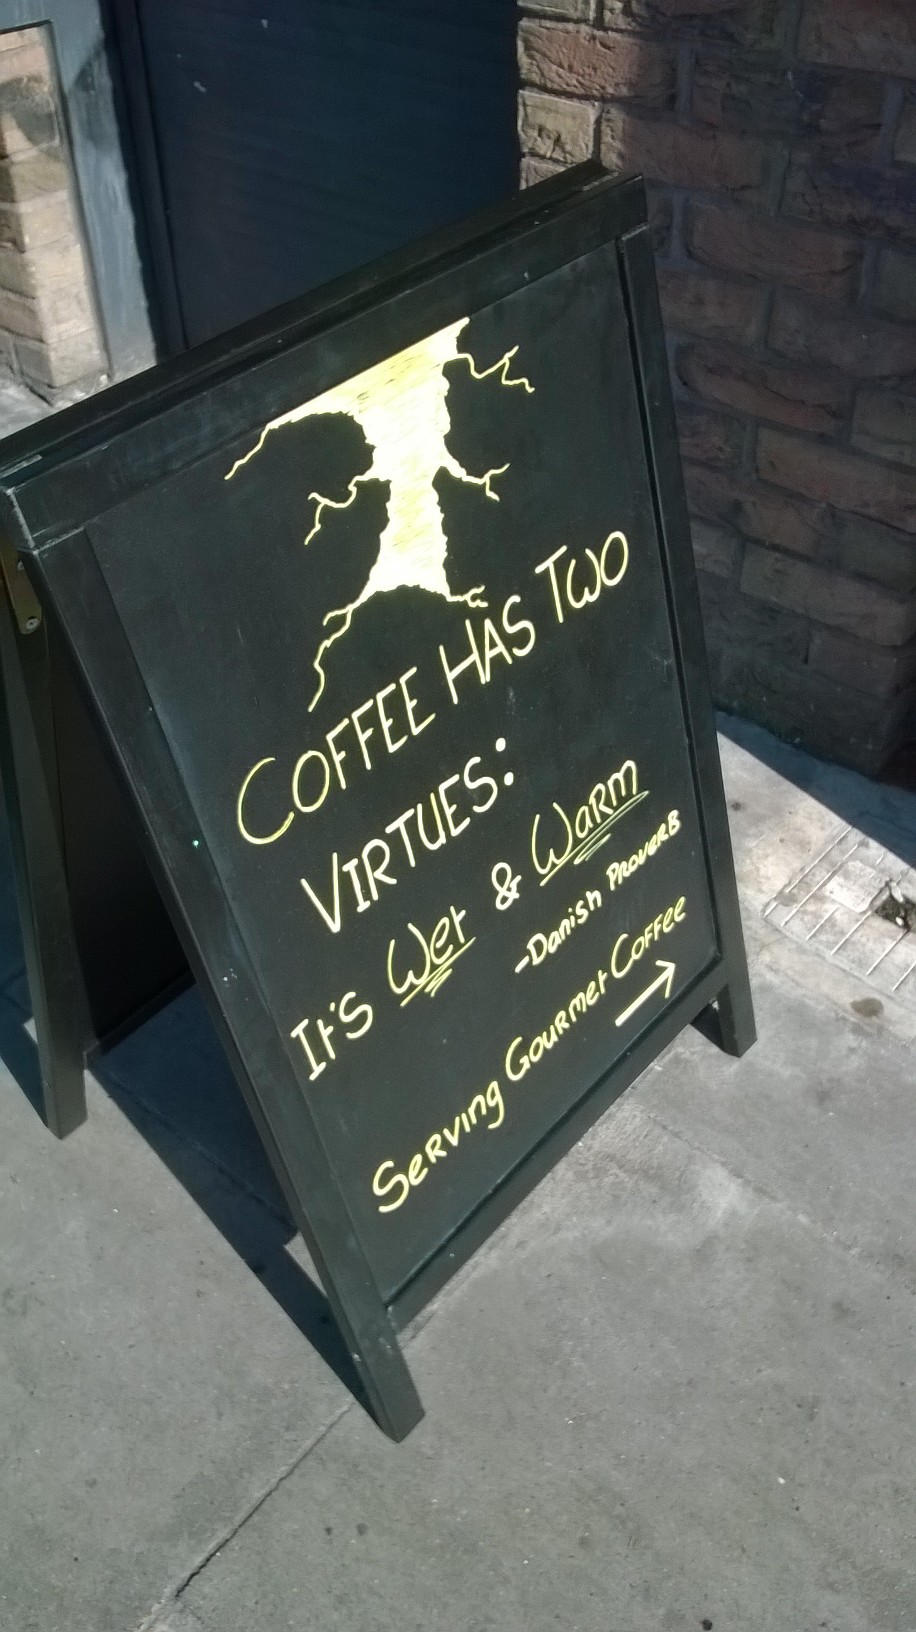 COFFEE HAS TWO
VIRTUES:
It's Wet & Warm
-Danish Proverb
Serving Gourmet Coffee
→